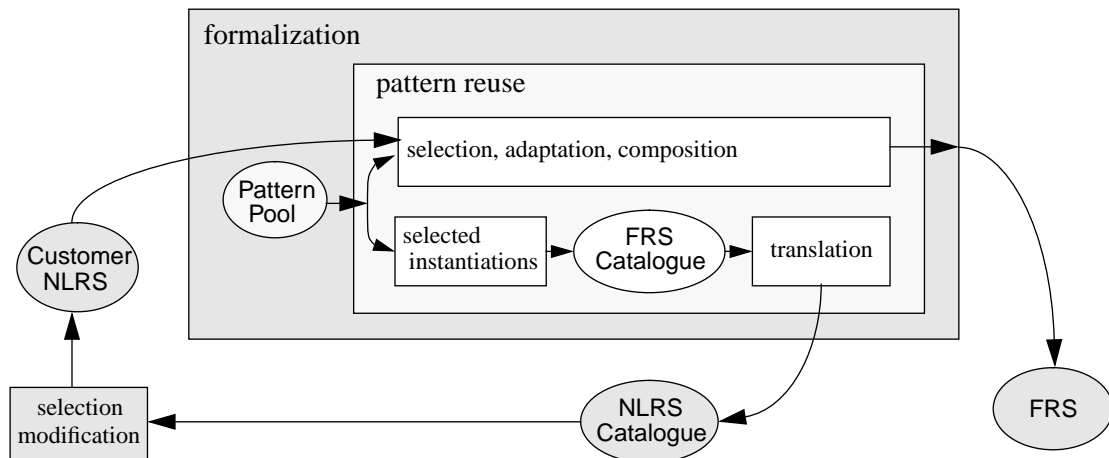 formalization
pattern reuse
selection, adaptation, composition
Pattern
Pool
selected
instantiations
FRS
Catalogue
translation
Customer
NLRS
selection
modification
NLRS
Catalogue
FRS